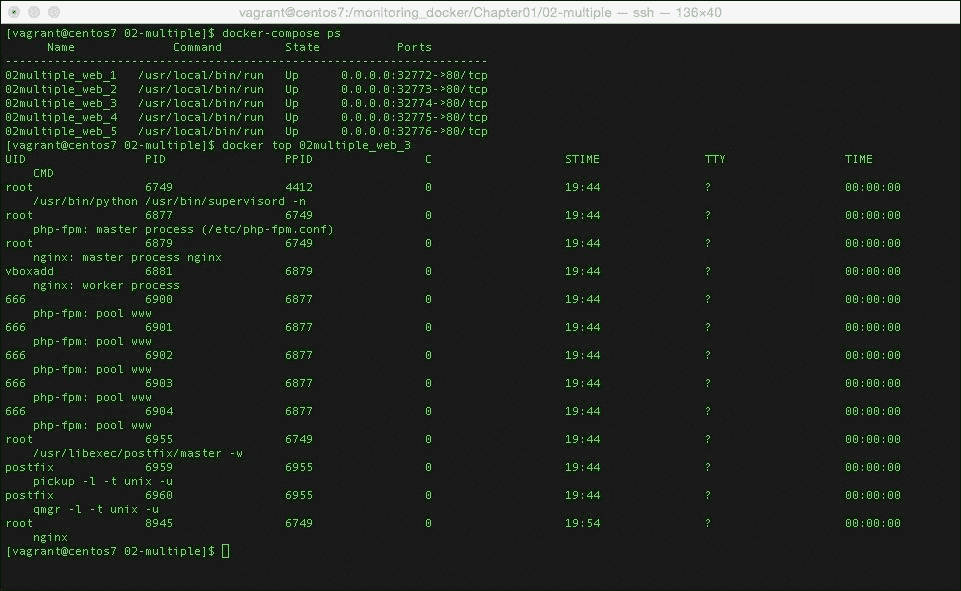 vagrant@centos7:/monitoring_docker/Chapter01/02-multiple — ssh — 136×40
[vagrant@centos7 02-multiple]$ docker-compose ps
Name Command State Ports
---------------------------------------------------------------------
02multiple_web_1 /usr/local/bin/run Up 0.0.0.0:32772->80/tcp
02multiple_web_2 /usr/local/bin/run Up 0.0.0.0:32773->80/tcp
02multiple_web_3 /usr/local/bin/run Up 0.0.0.0:32774->80/tcp
02multiple_web_4 /usr/local/bin/run Up 0.0.0.0:32775->80/tcp
02multiple_web_5 /usr/local/bin/run Up 0.0.0.0:32776->80/tcp
[vagrant@centos7 02-multiple]$ docker top 02multiple_web_3
UID PID PPID C STIME TTY TIME
CMD
root 6749 4412 0 19:44 ? 00:00:00
/usr/bin/python /usr/bin/supervisord -n
root 6877 6749 0 19:44 ? 00:00:00
php-fpm: master process (/etc/php-fpm.conf)
root 6879 6749 0 19:44 ? 00:00:00
nginx: master process nginx
vboxadd 6881 6879 0 19:44 ? 00:00:00
nginx: worker process
666 6900 6877 0 19:44 ? 00:00:00
php-fpm: pool www
666 6901 6877 0 19:44 ? 00:00:00
php-fpm: pool www
666 6902 6877 0 19:44 ? 00:00:00
php-fpm: pool www
666 6903 6877 0 19:44 ? 00:00:00
php-fpm: pool www
666 6904 6877 0 19:44 ? 00:00:00
php-fpm: pool www
root 6955 6749 0 19:44 ? 00:00:00
/usr/libexec/postfix/master -w
postfix 6959 6955 0 19:44 ? 00:00:00
pickup -l -t unix -u
postfix 6960 6955 0 19:44 ? 00:00:00
qmgr -l -t unix -u
root 8945 6749 0 19:54 ? 00:00:00
nginx
[vagrant@centos7 02-multiple]$